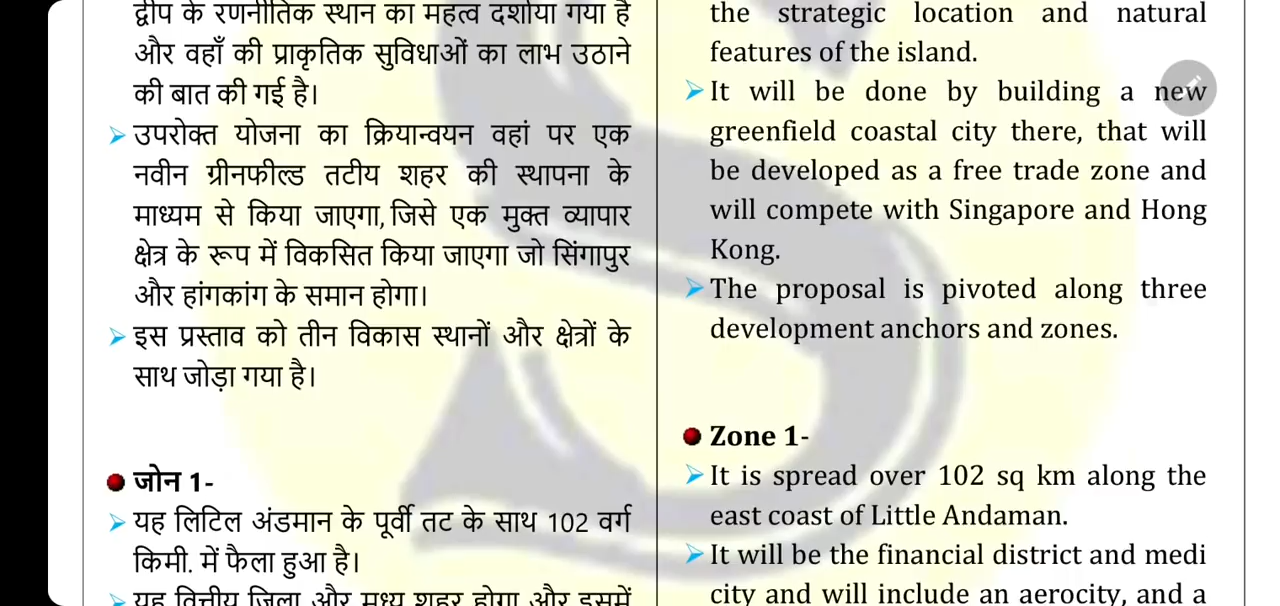 द्वीप के रणनीतिक स्थान का महत्व दर्शाया गया है
और वहाँ की प्राकृतिक सुविधाओं का लाभ उठाने
की बात की गई है।
उपरोक्त योजना का क्रियान्वयन वहां पर एक
नवीन ग्रीनफील्ड तटीय शहर की स्थापना के
माध्यम से किया जाएगा, जिसे एक मुक्त व्यापार
क्षेत्र के रूप में विकसित किया जाएगा जो सिंगापुर
और हांगकांग के समान होगा।
इस प्रस्ताव को तीन विकास स्थानों और क्षेत्रों के
साथ जोड़ा गया है।
जोन 1-
यह लिटिल अंडमान के पूर्वी तट के साथ 102 वर्ग
किमी. में फैला हुआ है।
यह वित्तीय जिला और मध्य शहर होगा और इसमें
the strategic location and natural
features of the island.
It will be done by building a new
greenfield coastal city there, that will
be developed as a free trade zone and
will compete with Singapore and Hong
Kong.
The proposal is pivoted along three
development anchors and zones.
Zone 1-
It is spread over 102 sq km along the
east coast of Little Andaman.
It will be the financial district and medi
city and will include an aerocity, and a